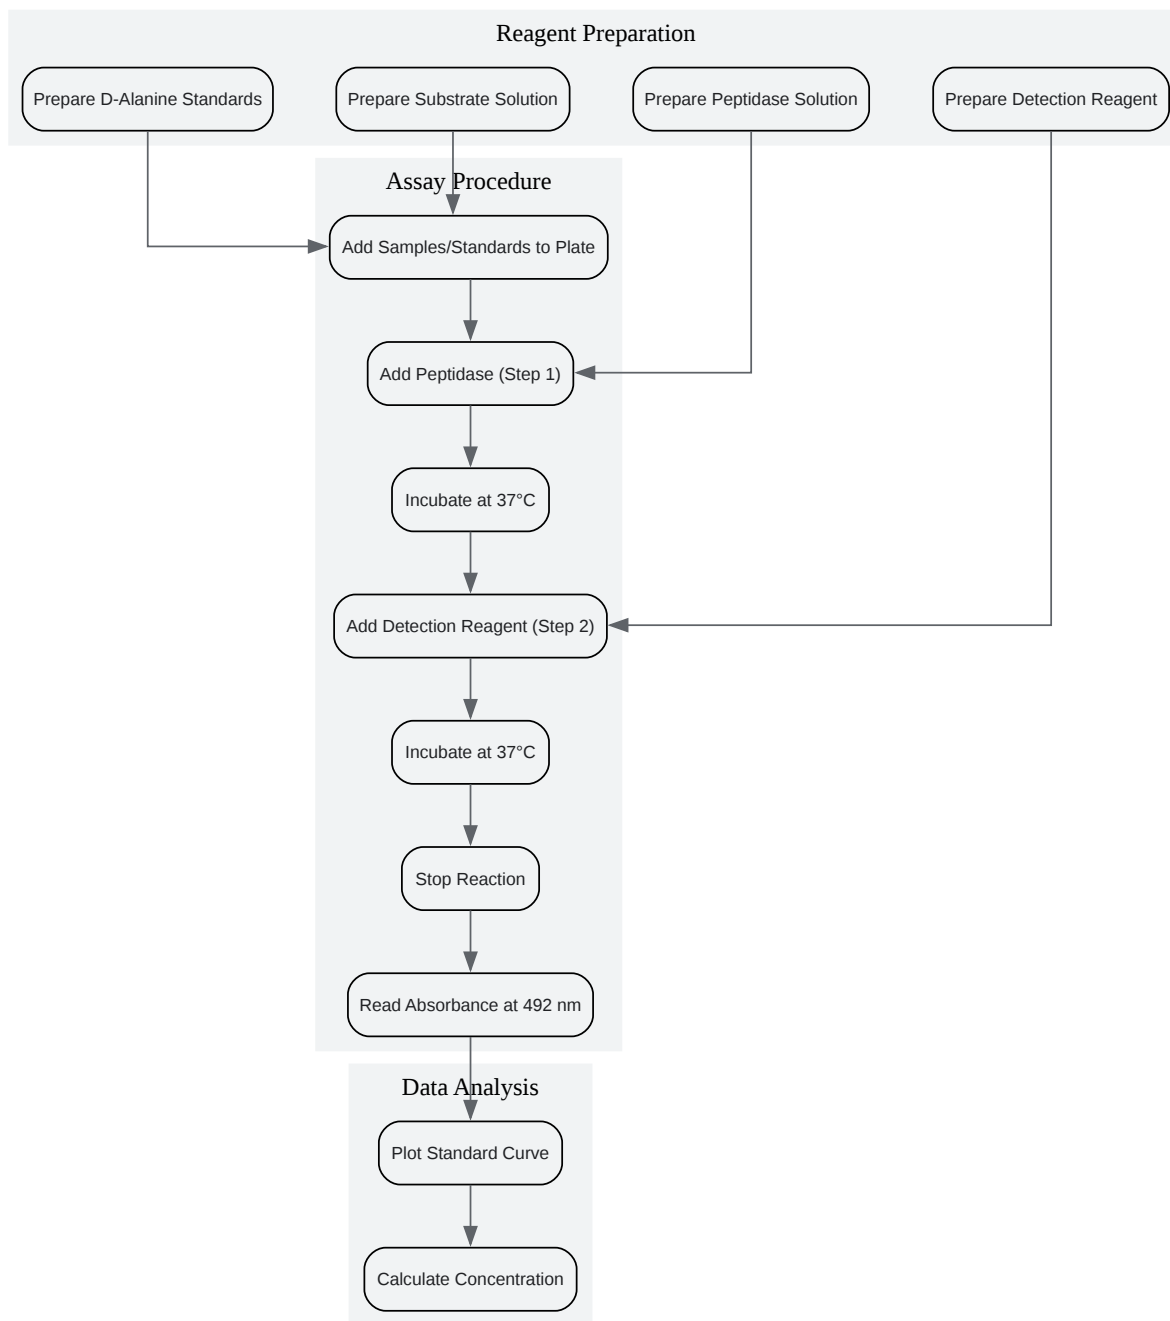 Reagent Preparation
Prepare D-Alanine Standards
Prepare Substrate Solution
Prepare Peptidase Solution
Prepare Detection Reagent
Assay Procedure
Add Samples/Standards to Plate
Add Peptidase (Step 1)
Incubate at 37°C
Add Detection Reagent (Step 2)
Incubate at 37°C
Stop Reaction
Read Absorbance at 492 nm
Data Analysis
Plot Standard Curve
Calculate Concentration